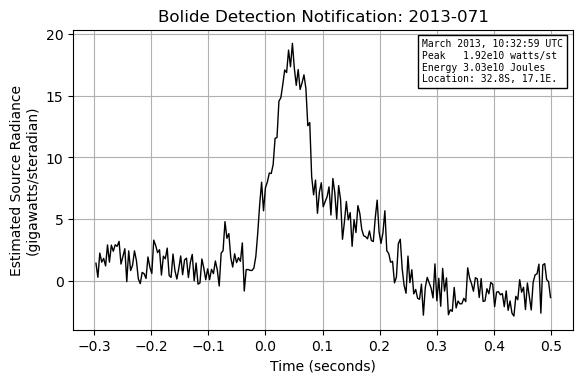 Bolide Detection Notification: 2013-071
March 2013, 10:32:59 UTC
Peak   1.92e10 watts/st
Energy 3.03e10 Joules
Location: 32.8S, 17.1E.
Estimated Source Radiance
(gigawatts/steradian)
20
15
10
5
0
−0.3 −0.2 −0.1 0.0 0.1 0.2 0.3 0.4 0.5
Time (seconds)